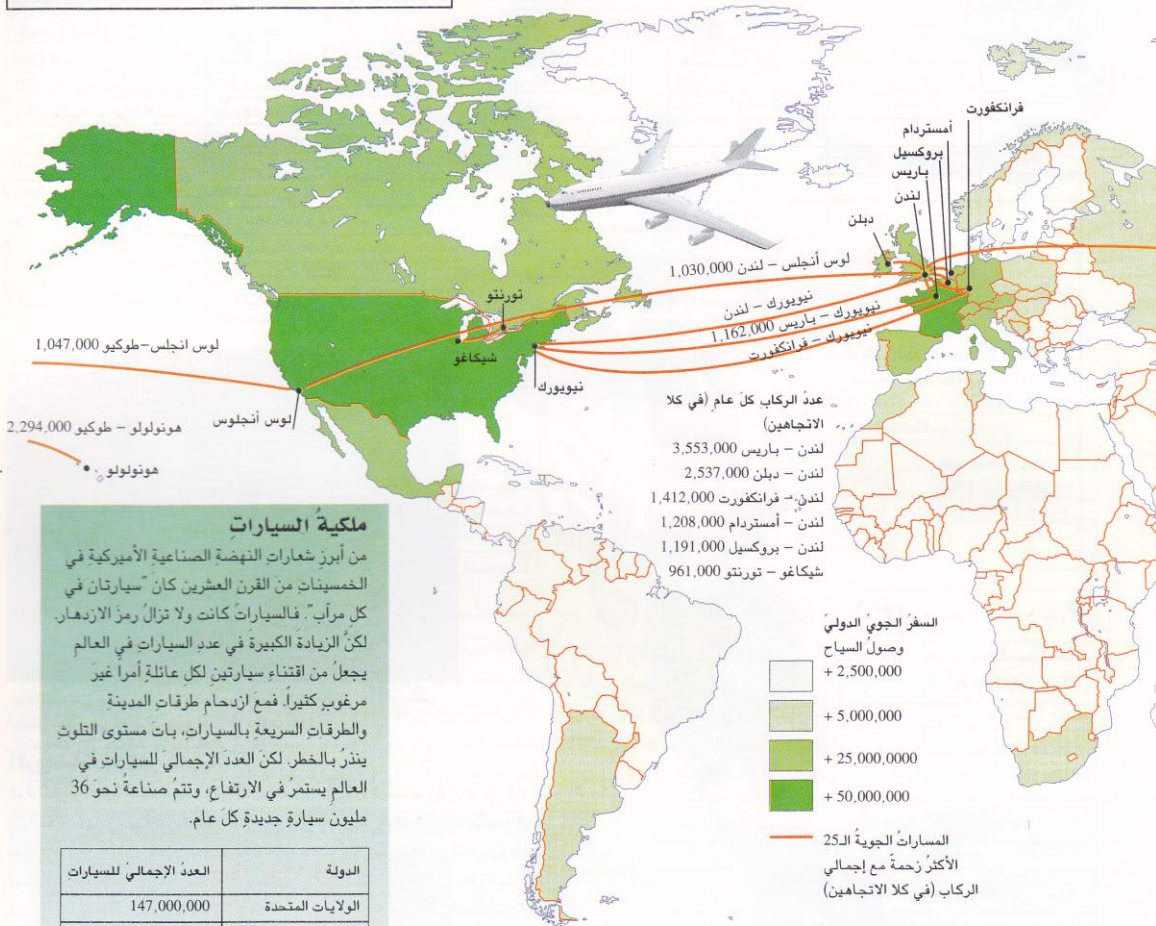 فرانكفورت
أمستردام
بروكسيل
باريس
لندن
دبلن
لوس أنجلس – لندن 1,030,000
نيويورك – لندن
نيويورك – باريس 1,162,000
نيويورك – فرانكفورت
تورنتو
شيكاغو
نيويورك
لوس انجلس–طوكيو 1,047,000
لوس أنجلوس
هونولولو – طوكيو 2,294,000
هونولولو
عددُ الركابِ كلَ عام (في كلا
الاتجاهين)
لندن – باريس 3,553,000
لندن – دبلن 2,537,000
لندن – فرانكفورت 1,412,000
لندن – أمستردام 1,208,000
لندن – بروكسيل 1,191,000
شيكاغو – تورنتو 961,000
السفرُ الجويُ الدوليُ
وصولُ السياح
+ 2,500,000
+ 5,000,000
+ 25,000,0000
+ 50,000,000
المساراتُ الجويةُ الـ25
الأكثرُ زحمةً مع إجمالي
الركاب (في كلا الاتجاهين)
ملكيةُ السياراتِ
من أبرزِ شعاراتِ النهضةِ الصناعيةِ الأميركيةِ في
الخمسيناتِ منَ القرنِ العشرين كانَ "سيارتان في
كلِ مرآب". فالسياراتُ كانت ولا تزالُ رمزَ الازدهار.
لكنَّ الزيادةَ الكبيرةَ في عددِ السياراتِ في العالمِ
يجعلُ من اقتناءِ سيارتينِ لكلِ عائلةٍ أمرا غيرَ
مرغوبٍ كثيراً. فمعَ ازدحامِ طرقاتِ المدينةِ
والطرقاتِ السريعةِ بالسياراتِ، باتَ مستوى التلوثِ
ينذرُ بالخطر. لكنَ العددَ الإجماليَ للسياراتِ في
العالمِ يستمرُ في الارتفاعِ، وتتمُ صناعةُ نحوَ 36
مليون سيارةٍ جديدةٍ كلَ عام.
الدولة العددُ الإجماليُ للسيارات
الولايات المتحدة 147,000,000